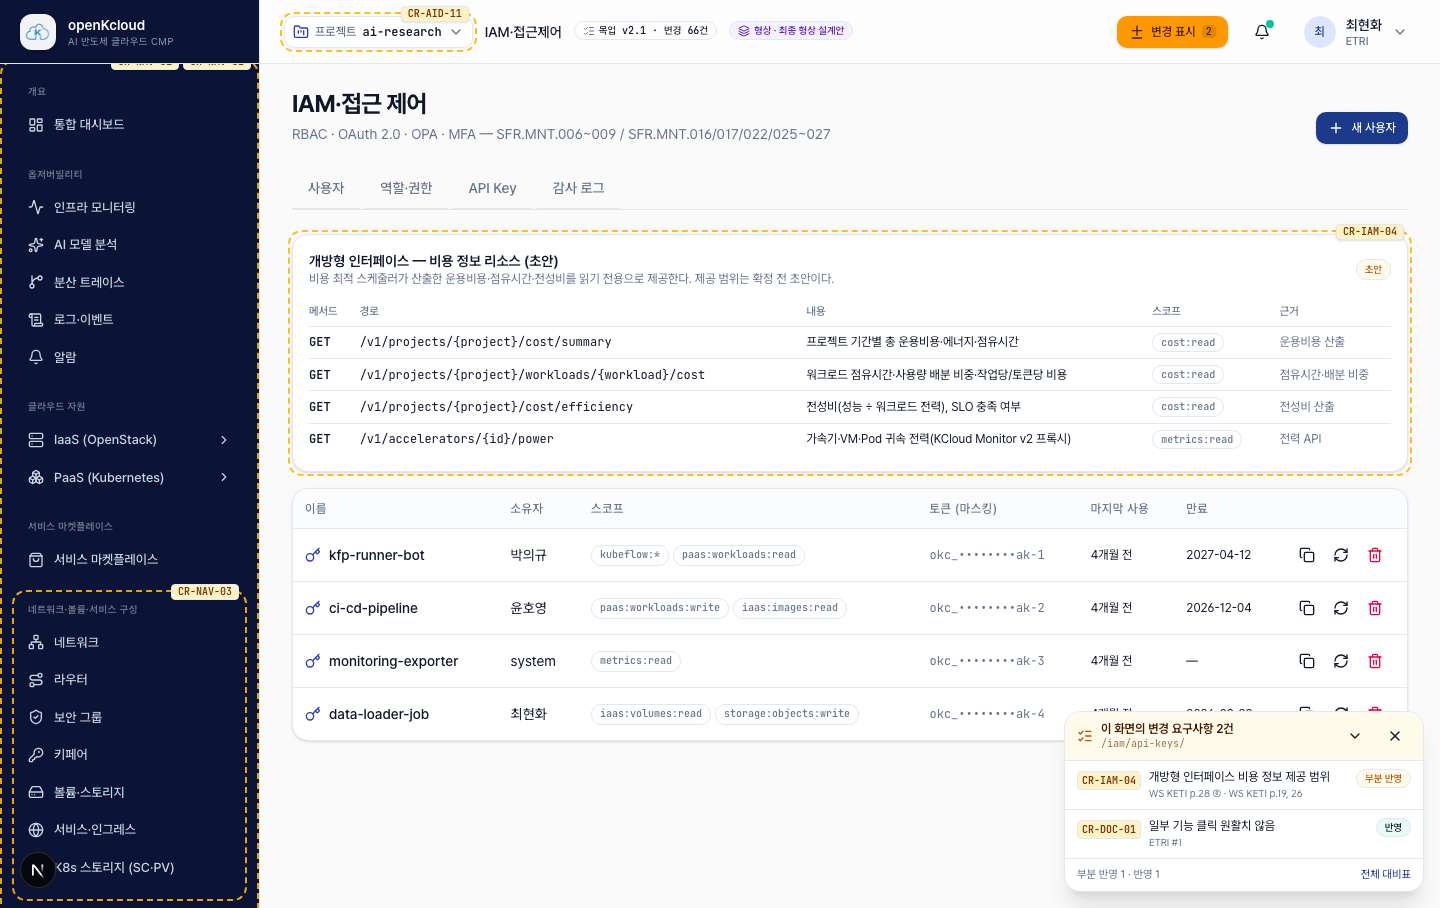 openKcloud
AI 반도체 클라우드 CMP
개요
통합 대시보드
옵저버빌리티
인프라 모니터링
AI 모델 분석
분산 트레이스
로그·이벤트
알람
클라우드 자원
IaaS (OpenStack)
PaaS (Kubernetes)
서비스 마켓플레이스
서비스 마켓플레이스
CR-NAV-03
네트워크·볼륨·서비스 구성
네트워크
라우터
보안 그룹
키페어
볼륨·스토리지
서비스·인그레스
K8s 스토리지 (SC·PV)
N
CR-AID-11
프로젝트 ai-research
IAM·접근제어
목업 v2.1 · 변경 66건
형상 · 최종 형상 설계안
변경 표시 2
최
최현화
ETRI
IAM·접근 제어
RBAC · OAuth 2.0 · OPA · MFA — SFR.MNT.006~009 / SFR.MNT.016/017/022/025~027
새 사용자
사용자 역할·권한 API Key 감사 로그
CR-IAM-04
개방형 인터페이스 — 비용 정보 리소스 (초안)
비용 최적 스케줄러가 산출한 운용비용·점유시간·전성비를 읽기 전용으로 제공한다. 제공 범위는 확정 전 초안이다.
초안
메서드 경로 내용 스코프 근거
GET /v1/projects/{project}/cost/summary 프로젝트 기간별 총 운용비용·에너지·점유시간 cost:read 운용비용 산출
GET /v1/projects/{project}/workloads/{workload}/cost 워크로드 점유시간·사용량 배분 비중·작업당/토큰당 비용 cost:read 점유시간·배분 비중
GET /v1/projects/{project}/cost/efficiency 전성비(성능 ÷ 워크로드 전력), SLO 충족 여부 cost:read 전성비 산출
GET /v1/accelerators/{id}/power 가속기·VM·Pod 귀속 전력(KCloud Monitor v2 프록시) metrics:read 전력 API
이름 소유자 스코프 토큰 (마스킹) 마지막 사용 만료
kfp-runner-bot 박의규 kubeflow:* paas:workloads:read okc_••••••••ak-1 4개월 전 2027-04-12
ci-cd-pipeline 윤호영 paas:workloads:write iaas:images:read okc_••••••••ak-2 4개월 전 2026-12-04
monitoring-exporter system metrics:read okc_••••••••ak-3 4개월 전 —
data-loader-job 최현화 iaas:volumes:read storage:objects:write okc_••••••••ak-4
이 화면의 변경 요구사항 2건
/iam/api-keys/
CR-IAM-04 개방형 인터페이스 비용 정보 제공 범위 부분 반영
WS KETI p.28 ⑧ · WS KETI p.19, 26
CR-DOC-01 일부 기능 클릭 원활치 않음 반영
ETRI #1
부분 반영 1 · 반영 1 전체 대비표